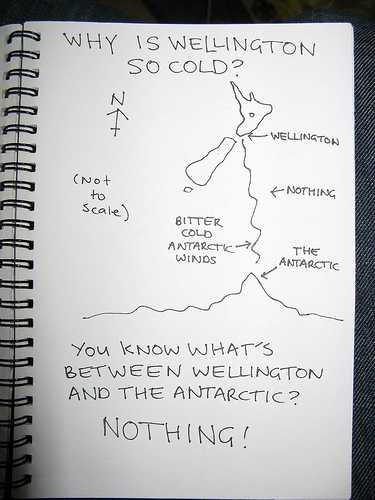 WHY IS WELLINGTON
SO COLD?
N
WELLINGTON
(Not
to
scale)
NOTHING
BITTER
COLD
ANTARCTIC
WINDS
THE
ANTARCTIC
YOU KNOW WHAT'S
BETWEEN WELLINGTON
AND THE ANTARCTIC?
NOTHING!